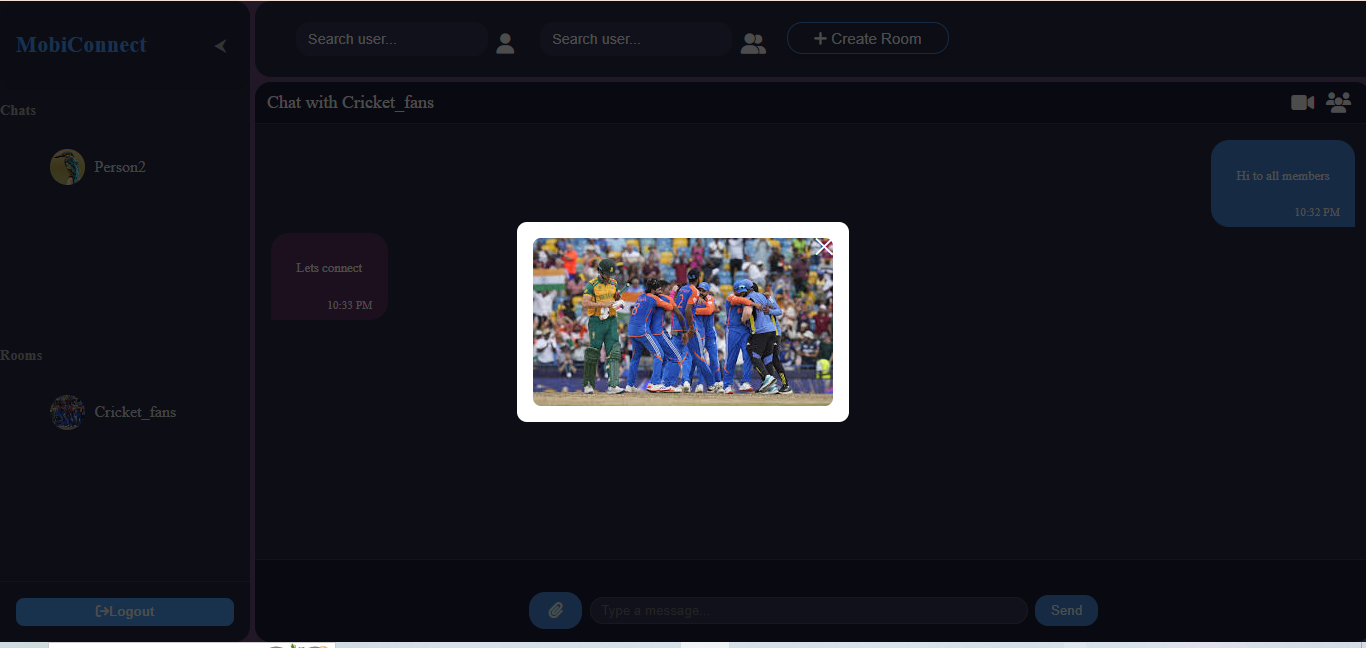 MobiConnect
Search user...
Search user...
Create Room
Chats
Person2
Rooms
Cricket_fans
Logout
Chat with Cricket_fans
Hi to all members
10:32 PM
Lets connect
10:33 PM
Type a message...
Send